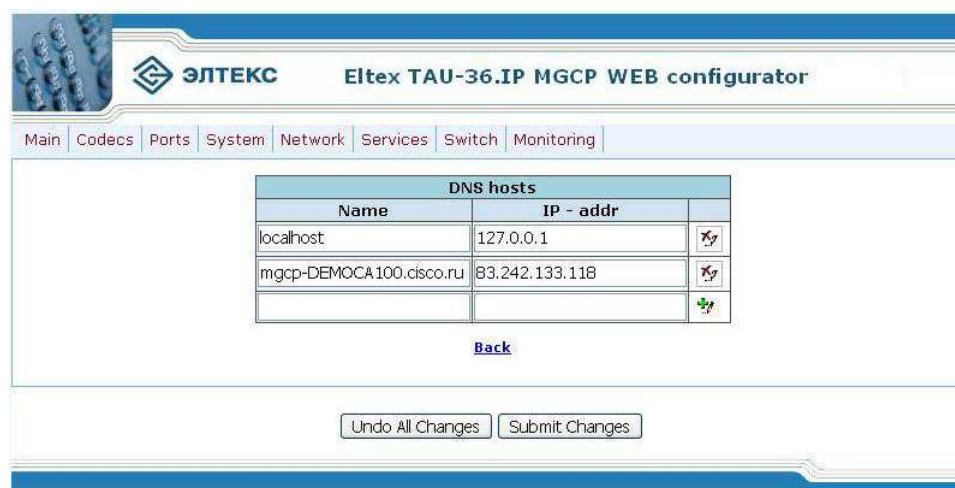 ЭЛТЕКС Eltex TAU-36.IP MGCP WEB configurator
Main Codecs Ports System Network Services Switch Monitoring
DNS hosts
Name IP - addr
localhost 127.0.0.1
mgcp-DEMOCA100.cisco.ru 83.242.133.118
Back
Undo All Changes Submit Changes